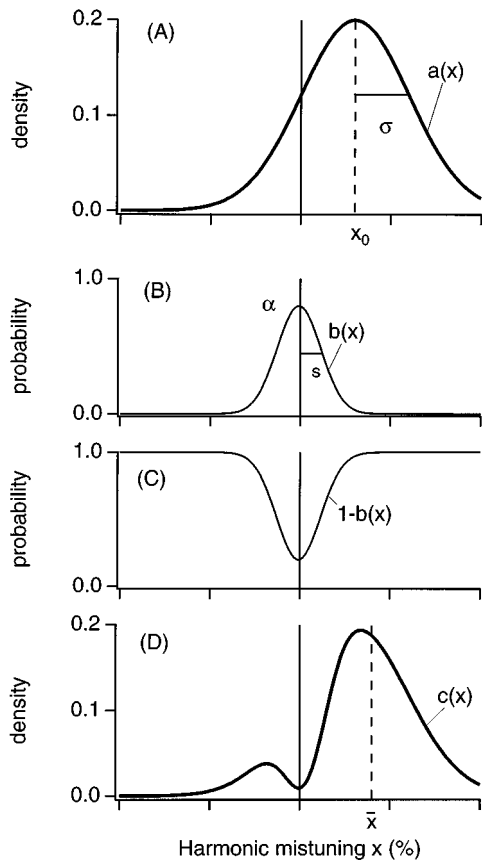 (A)
0.2
0.1
0.0
density
a(x)
σ
x₀
(B)
1.0
0.0
probability
α
b(x)
s
(C)
1.0
0.0
probability
1-b(x)
(D)
0.2
0.1
0.0
density
c(x)
x̄
Harmonic mistuning x (%)